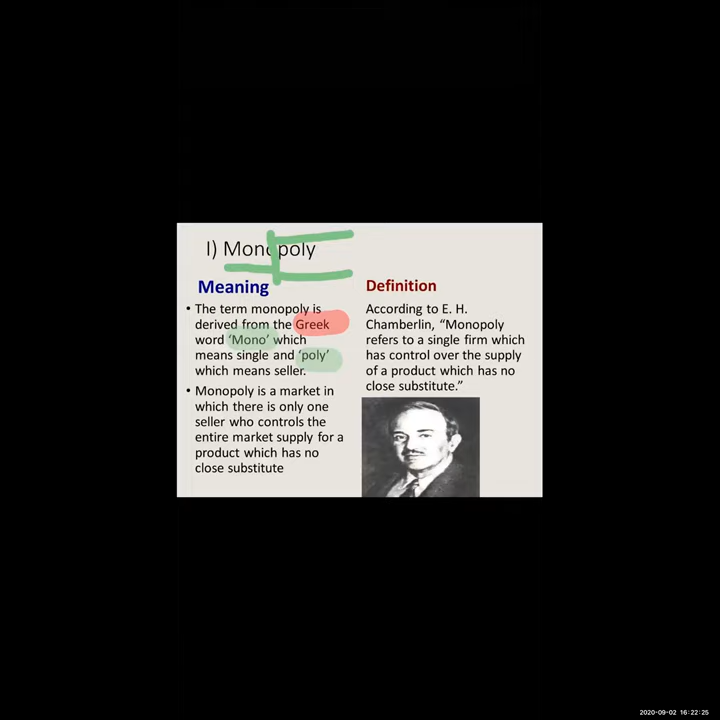 I) Monopoly
Meaning
• The term monopoly is
derived from the Greek
word ‘Mono’ which
means single and ‘poly’
which means seller.
• Monopoly is a market in
which there is only one
seller who controls the
entire market supply for a
product which has no
close substitute
Definition
According to E. H.
Chamberlin, “Monopoly
refers to a single firm which
has control over the supply
of a product which has no
close substitute.”
2020-09-02 16:22:25